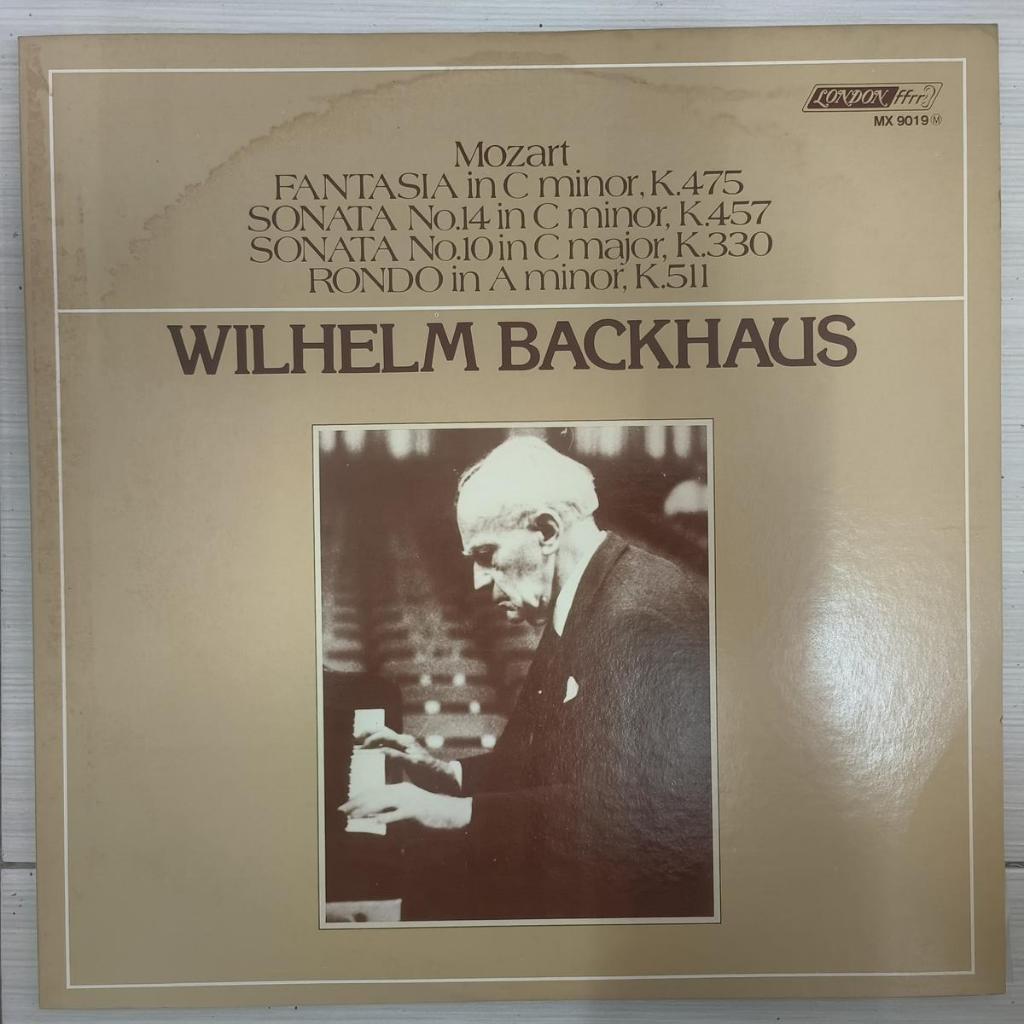 LONDON ffrr
MX 9019 Ⓜ
Mozart
FANTASIA in C minor, K.475
SONATA No.14 in C minor, K.457
SONATA No.10 in C major, K.330
RONDO in A minor, K.511
WILHELM BACKHAUS